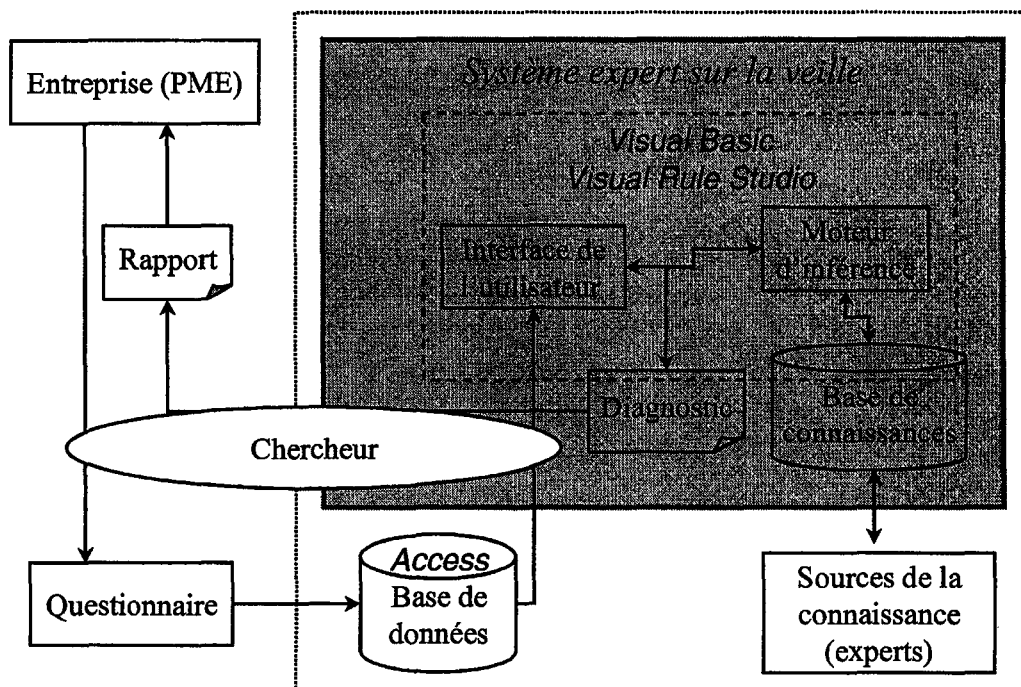 Entreprise (PME)
Système expert sur la veille
Visual Basic
Visual Rule Studio
Rapport
Interface de
l'utilisateur
Moteur
d'inférence
Diagnostic
Base de
connaissances
Chercheur
Questionnaire
Access
Base de
données
Sources de la
connaissance
(experts)